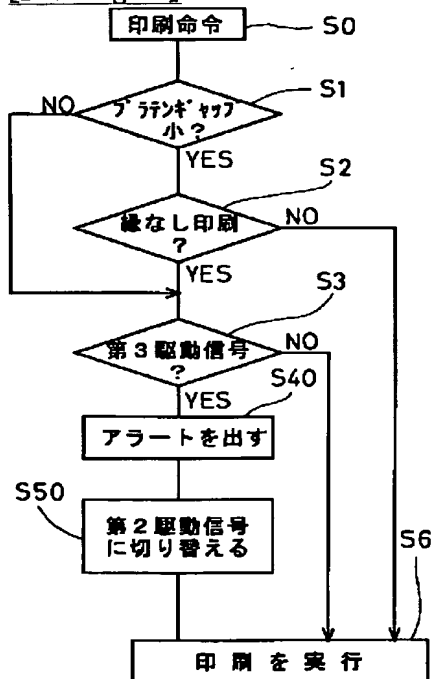 印刷命令
S0
プラテンギャップ
小?
S1
NO
YES
縁なし印刷
?
S2
NO
YES
第3駆動信号
?
S3
NO
YES
アラートを出す
S40
第2駆動信号
に切り替える
S50
印刷を実行
S6